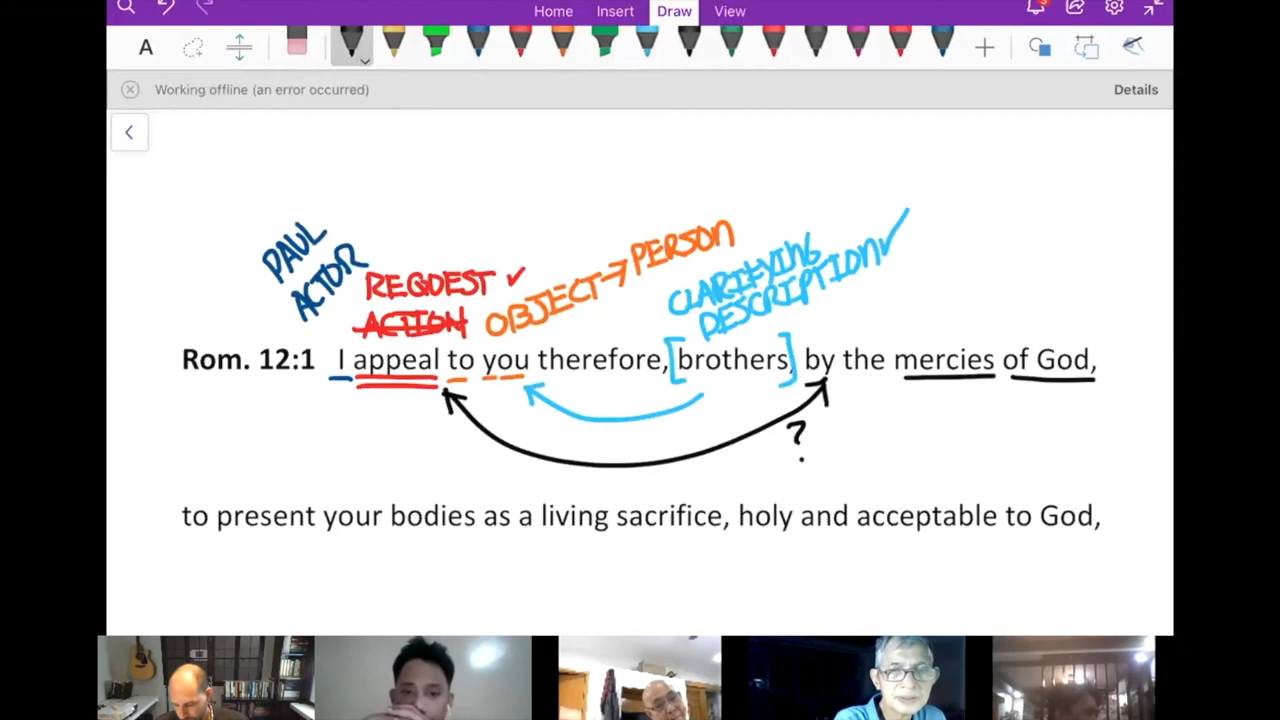 Home Insert Draw View
A
Working offline (an error occurred) Details
PAUL
ACTOR
REQUEST ✓
ACTION
OBJECT → PERSON
CLARIFYING
DESCRIPTION ✓
Rom. 12:1 I appeal to you therefore, [brothers,] by the mercies of God,
?
to present your bodies as a living sacrifice, holy and acceptable to God,